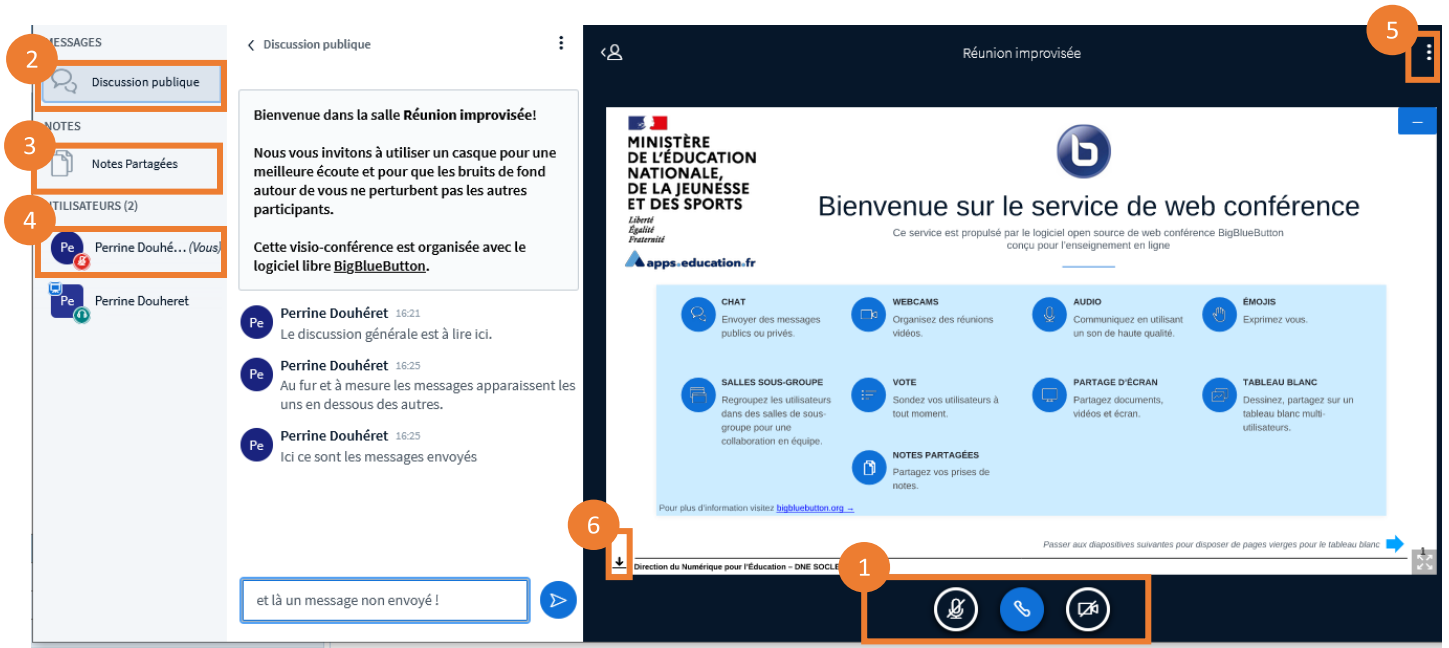 2
MESSAGES
Discussion publique
3
NOTES
Notes Partagées
4
UTILISATEURS (2)
Pe
Perrine Douhé... (Vous)
Pe
Perrine Douheret
Discussion publique
Bienvenue dans la salle Réunion improvisée!
Nous vous invitons à utiliser un casque pour une
meilleure écoute et pour que les bruits de fond
autour de vous ne perturbent pas les autres
participants.
Cette visio-conférence est organisée avec le
logiciel libre BigBlueButton.
Pe
Perrine Douhéret 16:21
Le discussion générale est à lire ici.
Pe
Perrine Douhéret 16:25
Au fur et à mesure les messages apparaissent les
uns en dessous des autres.
Pe
Perrine Douhéret 16:25
Ici ce sont les messages envoyés
et là un message non envoyé !
Réunion improvisée
5
MINISTÈRE
DE L'ÉDUCATION
NATIONALE,
DE LA JEUNESSE
ET DES SPORTS
Liberté
Égalité
Fraternité
apps.education.fr
b
Bienvenue sur le service de web conférence
Ce service est propulsé par le logiciel open source de web conférence BigBlueButton
conçu pour l'enseignement en ligne
CHAT
Envoyer des messages
publics ou privés.
WEBCAMS
Organisez des réunions
vidéos.
AUDIO
Communiquez en utilisant
un son de haute qualité.
ÉMOJIS
Exprimez vous.
SALLES SOUS-GROUPE
Regroupez les utilisateurs
dans des salles de sous-
groupe pour une
collaboration en équipe.
VOTE
Sondez vos utilisateurs à
tout moment.
PARTAGE D'ÉCRAN
Partagez documents,
vidéos et écran.
TABLEAU BLANC
Dessinez, partagez sur un
tableau blanc multi-
utilisateurs.
NOTES PARTAGÉES
Partagez vos prises de
notes.
Pour plus d'information visitez bigbluebutton.org →
6
Passer aux diapositives suivantes pour disposer de pages vierges pour le tableau blanc
1
Direction du Numérique pour l'Éducation – DNE SOCLE
1